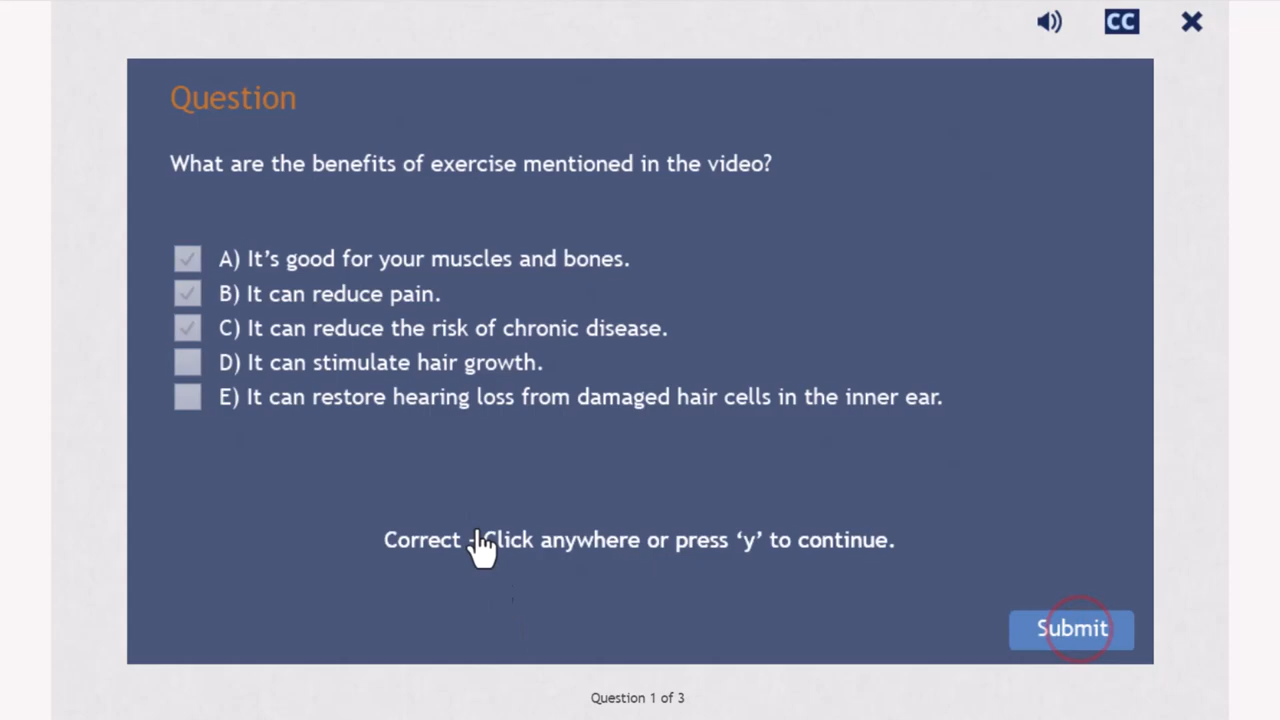 CC
Question
What are the benefits of exercise mentioned in the video?
A) It’s good for your muscles and bones.
B) It can reduce pain.
C) It can reduce the risk of chronic disease.
D) It can stimulate hair growth.
E) It can restore hearing loss from damaged hair cells in the inner ear.
Correct - Click anywhere or press ‘y’ to continue.
Submit
Question 1 of 3